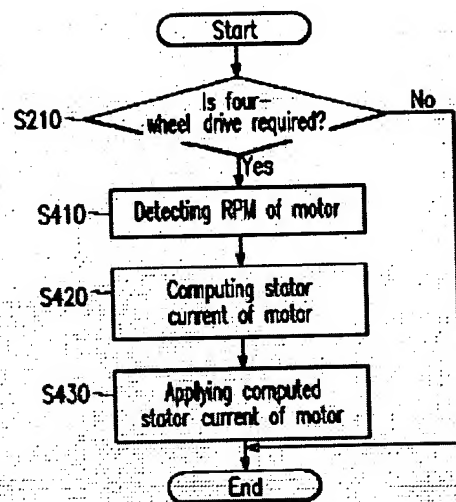 Start
Is four-
wheel drive required?
No
S210
Yes
S410
Detecting RPM of motor
S420
Computing stator
current of motor
S430
Applying computed
stator current of motor
End